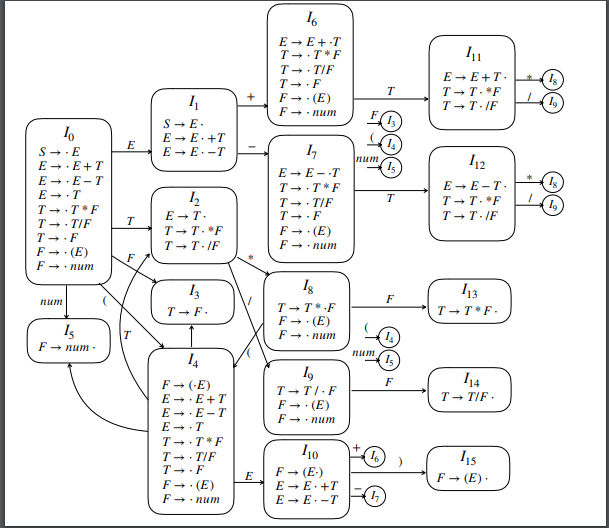 I0
S → · E
E → · E + T
E → · E − T
E → · T
T → · T * F
T → · T/F
T → · F
F → · (E)
F → · num
E
T
F
num
(
I1
S → E ·
E → E · +T
E → E · −T
+
−
I2
E → T ·
T → T · *F
T → T · /F
*
/
I3
T → F ·
I5
F → num ·
T
I4
F → (·E)
E → · E + T
E → · E − T
E → · T
T → · T * F
T → · T/F
T → · F
F → · (E)
F → · num
E
I6
E → E + ·T
T → · T * F
T → · T/F
T → · F
F → · (E)
F → · num
T
F I3
( I4
num I5
I7
E → E − ·T
T → · T * F
T → · T/F
T → · F
F → · (E)
F → · num
T
I8
T → T * ·F
F → · (E)
F → · num
F
(
( I4
num I5
I9
T → T / · F
F → · (E)
F → · num
F
I10
F → (E·)
E → E · +T
E → E · −T
+ I6
− I7
)
I11
E → E + T ·
T → T · *F
T → T · /F
* I8
/ I9
I12
E → E − T ·
T → T · *F
T → T · /F
* I8
/ I9
I13
T → T * F ·
I14
T → T/F ·
I15
F → (E) ·